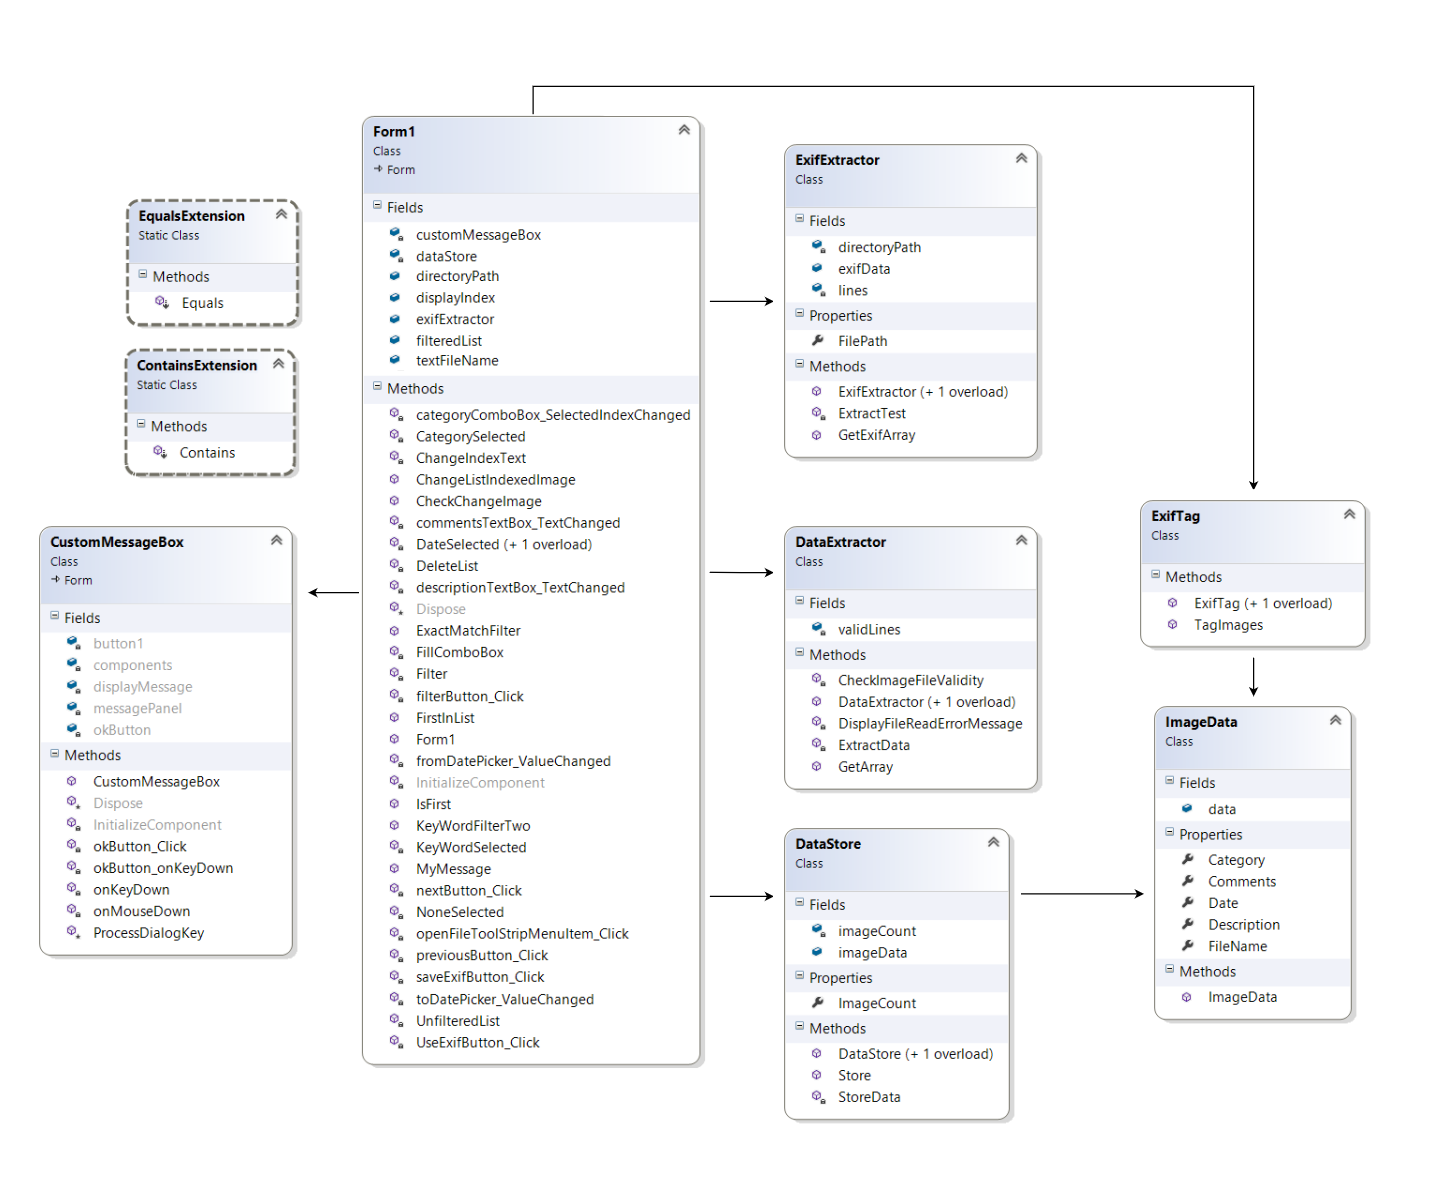 Form1
Class
Form
Fields
customMessageBox
dataStore
directoryPath
displayIndex
exifExtractor
filteredList
textFileName
Methods
categoryComboBox_SelectedIndexChanged
CategorySelected
ChangeIndexText
ChangeListIndexedImage
CheckChangeImage
commentsTextBox_TextChanged
DateSelected (+ 1 overload)
DeleteList
descriptionTextBox_TextChanged
Dispose
ExactMatchFilter
FillComboBox
Filter
filterButton_Click
FirstInList
Form1
fromDatePicker_ValueChanged
InitializeComponent
IsFirst
KeyWordFilterTwo
KeyWordSelected
MyMessage
nextButton_Click
NoneSelected
openFileToolStripMenuItem_Click
previousButton_Click
saveExifButton_Click
toDatePicker_ValueChanged
UnfilteredList
UseExifButton_Click
EqualsExtension
Static Class
Methods
Equals
ContainsExtension
Static Class
Methods
Contains
CustomMessageBox
Class
Form
Fields
button1
components
displayMessage
messagePanel
okButton
Methods
CustomMessageBox
Dispose
InitializeComponent
okButton_Click
okButton_onKeyDown
onKeyDown
onMouseDown
ProcessDialogKey
ExifExtractor
Class
Fields
directoryPath
exifData
lines
Properties
FilePath
Methods
ExifExtractor (+ 1 overload)
ExtractTest
GetExifArray
DataExtractor
Class
Fields
validLines
Methods
CheckImageFileValidity
DataExtractor (+ 1 overload)
DisplayFileReadErrorMessage
ExtractData
GetArray
DataStore
Class
Fields
imageCount
imageData
Properties
ImageCount
Methods
DataStore (+ 1 overload)
Store
StoreData
ExifTag
Class
Methods
ExifTag (+ 1 overload)
TagImages
ImageData
Class
Fields
data
Properties
Category
Comments
Date
Description
FileName
Methods
ImageData